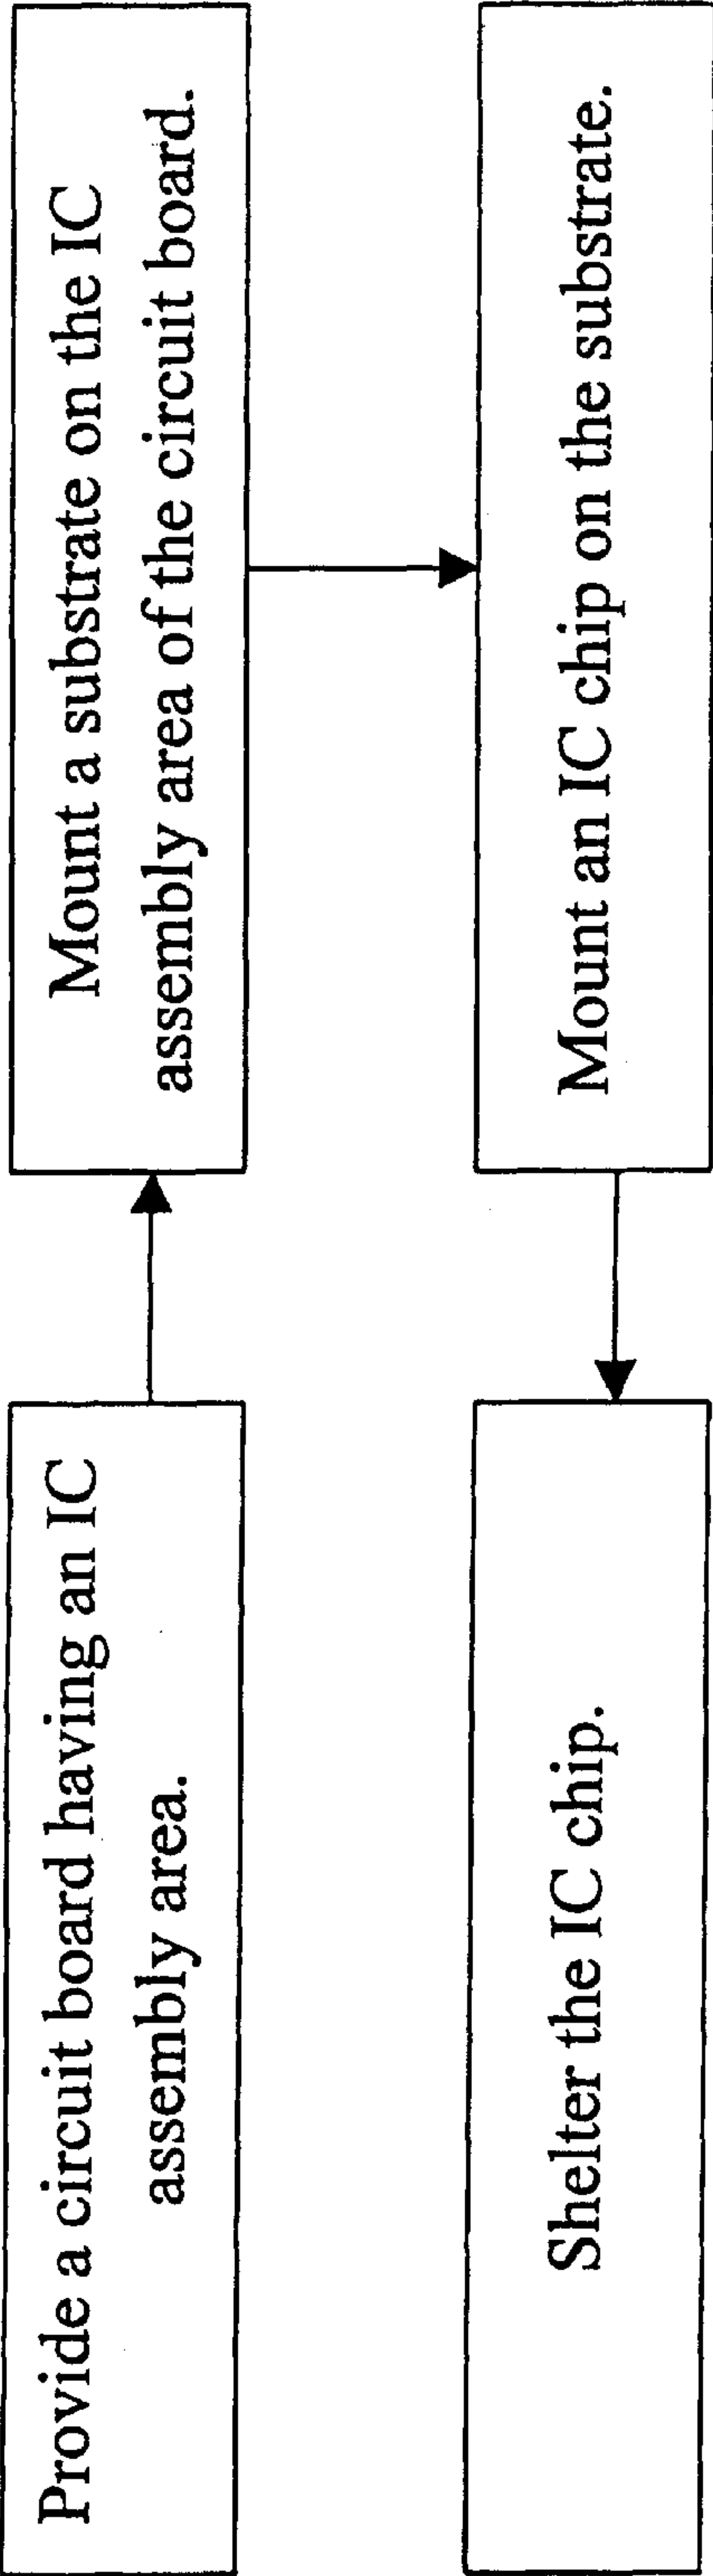 Provide a circuit board having an IC
assembly area.
Mount a substrate on the IC
assembly area of the circuit board.
Mount an IC chip on the substrate.
Shelter the IC chip.